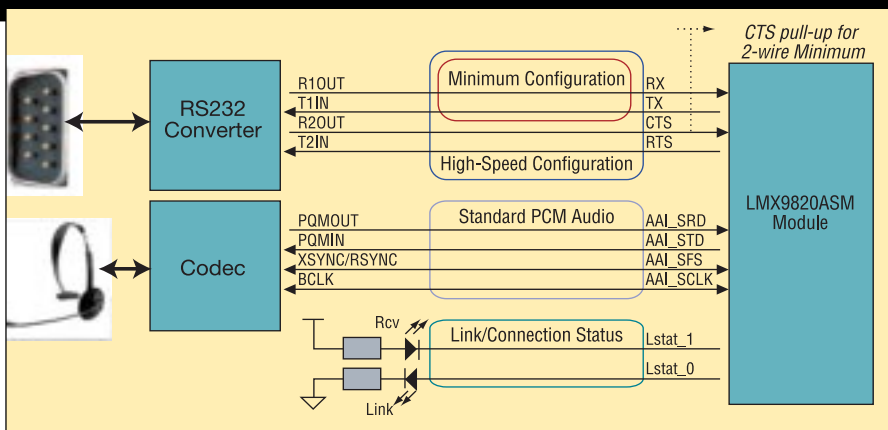 CTS pull-up for
2-wire Minimum
RS232
Converter
R1OUT
T1IN
R2OUT
T2IN
Minimum Configuration
High-Speed Configuration
RX
TX
CTS
RTS
LMX9820ASM
Module
Codec
PQMOUT
PQMIN
XSYNC/RSYNC
BCLK
Standard PCM Audio
AAI_SRD
AAI_STD
AAI_SFS
AAI_SCLK
Rcv
Link
Link/Connection Status
Lstat_1
Lstat_0